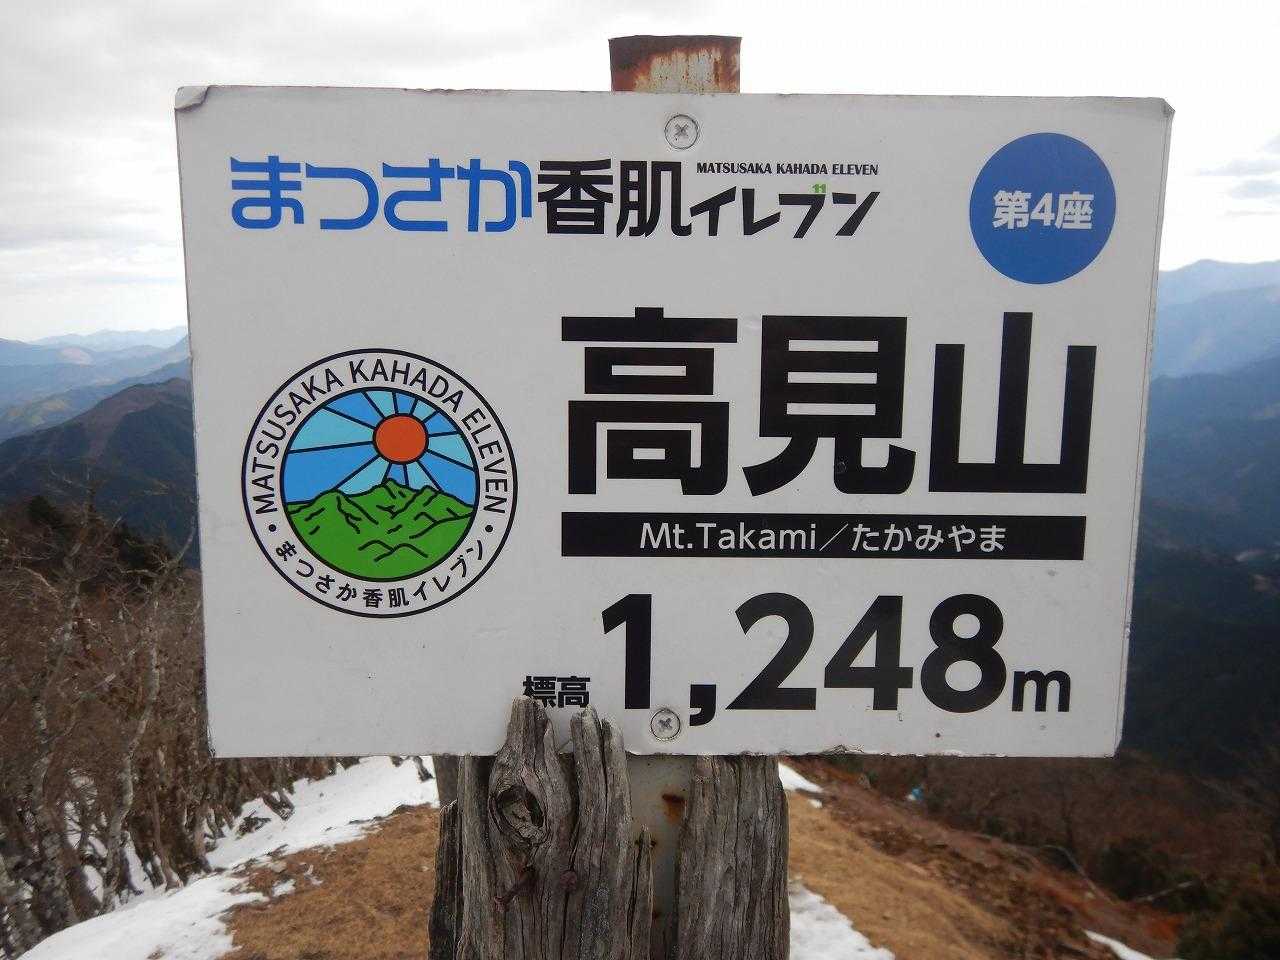 まつさか香肌イレブン
MATSUSAKA KAHADA ELEVEN
11
第4座
高見山
Mt.Takami／たかみやま
標高 1,248m
MATSUSAKA KAHADA ELEVEN
まつさか香肌イレブン